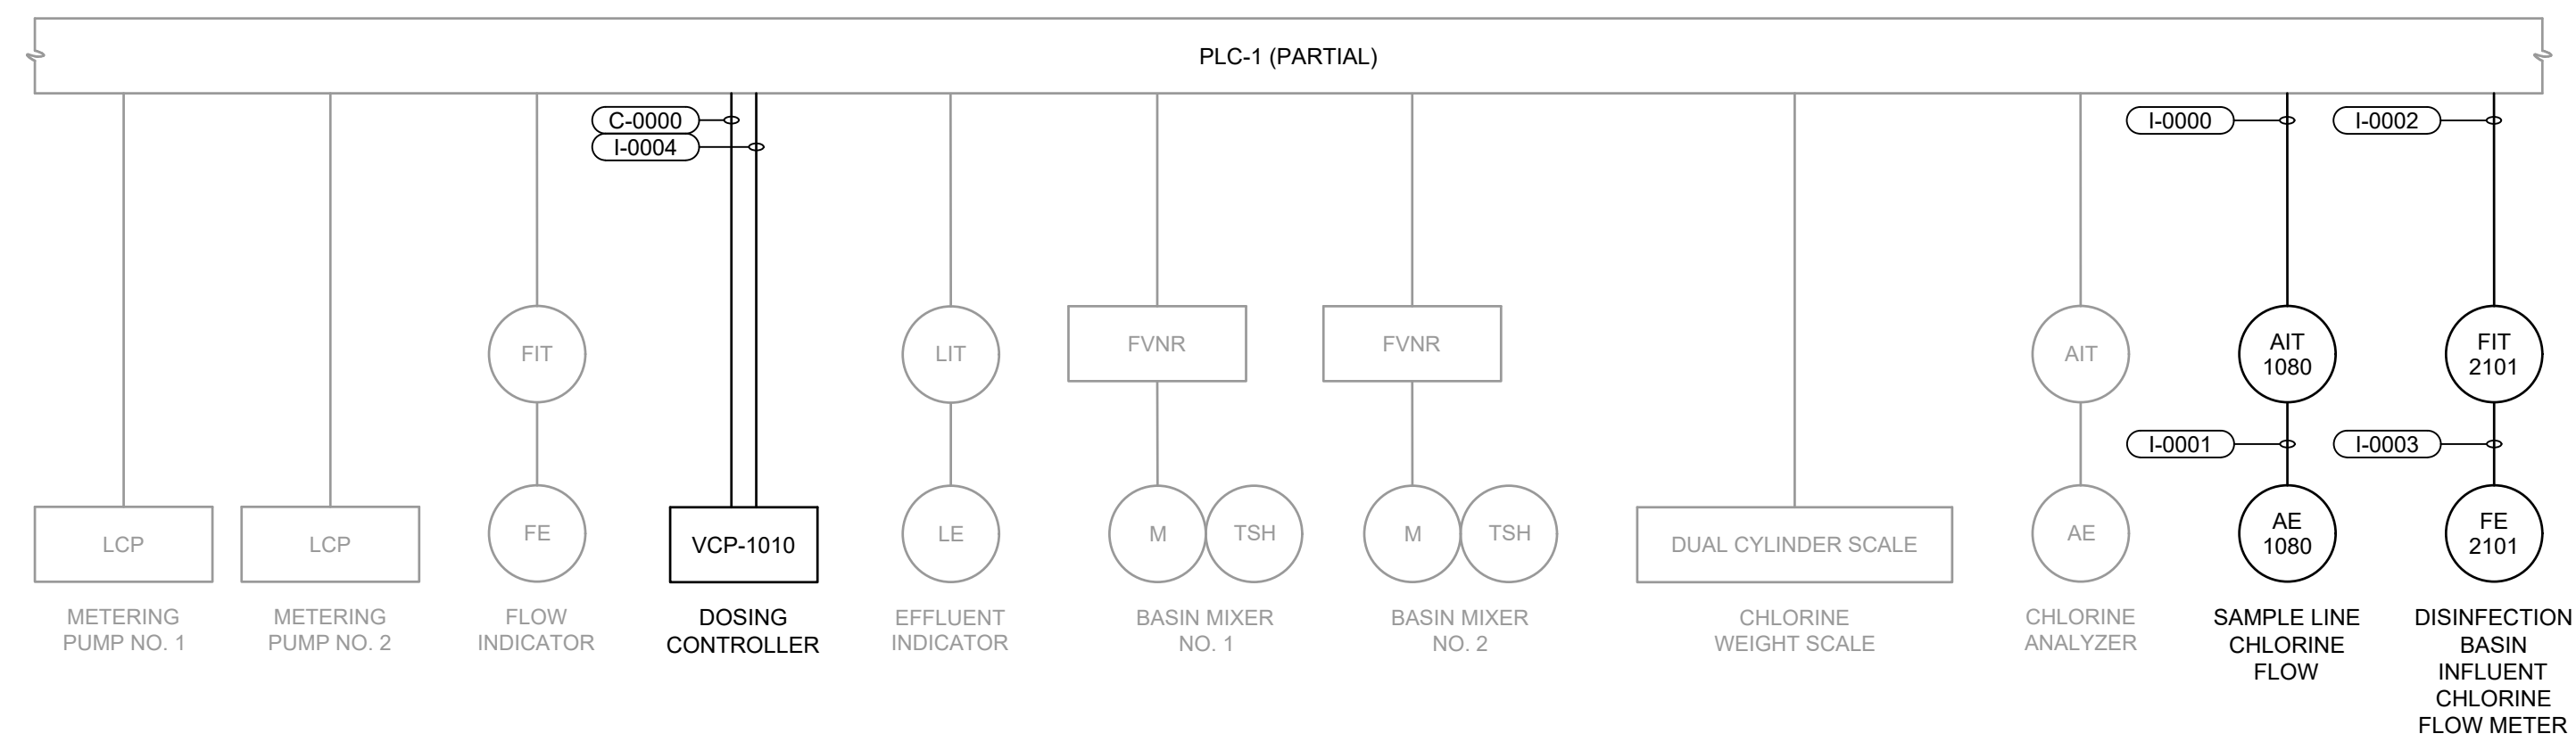 PLC-1 (PARTIAL)
C-0000
I-0004
I-0000
I-0002
FIT
LIT
FVNR
FVNR
AIT
AIT
1080
FIT
2101
I-0001
I-0003
LCP
LCP
FE
VCP-1010
LE
M
TSH
M
TSH
DUAL CYLINDER SCALE
AE
AE
1080
FE
2101
METERING
PUMP NO. 1
METERING
PUMP NO. 2
FLOW
INDICATOR
DOSING
CONTROLLER
EFFLUENT
INDICATOR
BASIN MIXER
NO. 1
BASIN MIXER
NO. 2
CHLORINE
WEIGHT SCALE
CHLORINE
ANALYZER
SAMPLE LINE
CHLORINE
FLOW
DISINFECTION
BASIN
INFLUENT
CHLORINE
FLOW METER